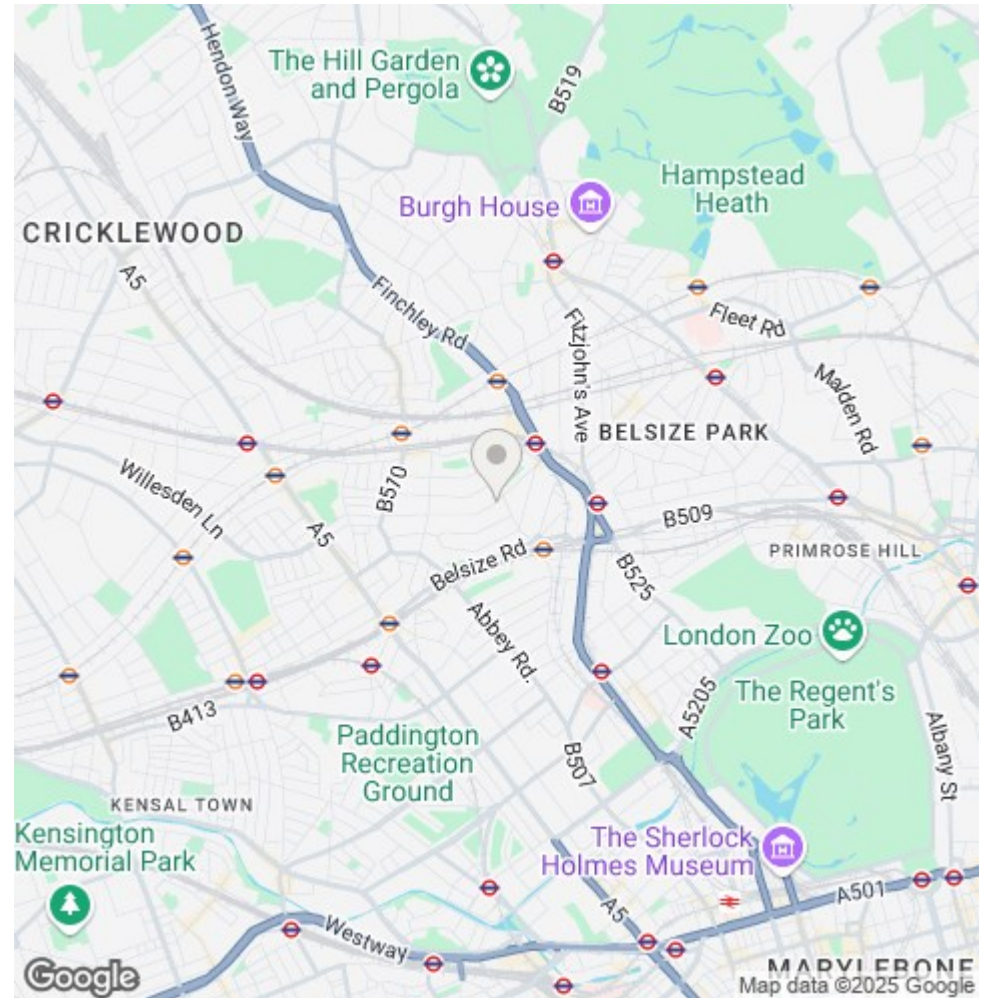 Hendon Way
The Hill Garden
and Pergola
B519
Hampstead
Heath
Burgh House
CRICKLEWOOD
A5
Finchley Rd
Fitzjohn's Ave
Fleet Rd
Malden Rd
BELSIZE PARK
Willesden Ln
B570
A5
B509
PRIMROSE HILL
Belsize Rd
B525
Abbey Rd.
London Zoo
The Regent's
Park
A5205
B413
Paddington
Recreation
Ground
B507
Albany St
KENSAL TOWN
Kensington
Memorial Park
The Sherlock
Holmes Museum
A501
A5
Westway
MARYLEBONE
Google
Map data ©2025 Google